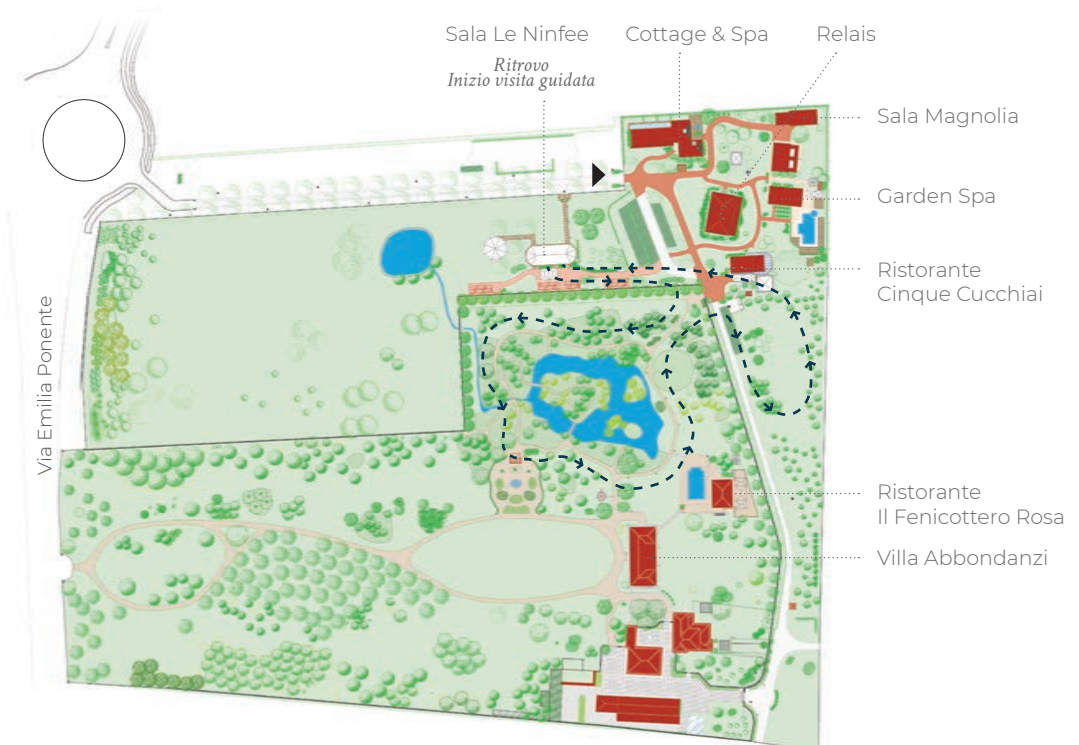 Sala Le Ninfee
Ritrovo
Inizio visita guidata
Cottage & Spa
Relais
Sala Magnolia
Garden Spa
Ristorante
Cinque Cucchiai
Via Emilia Ponente
Ristorante
Il Fenicottero Rosa
Villa Abbondanzi